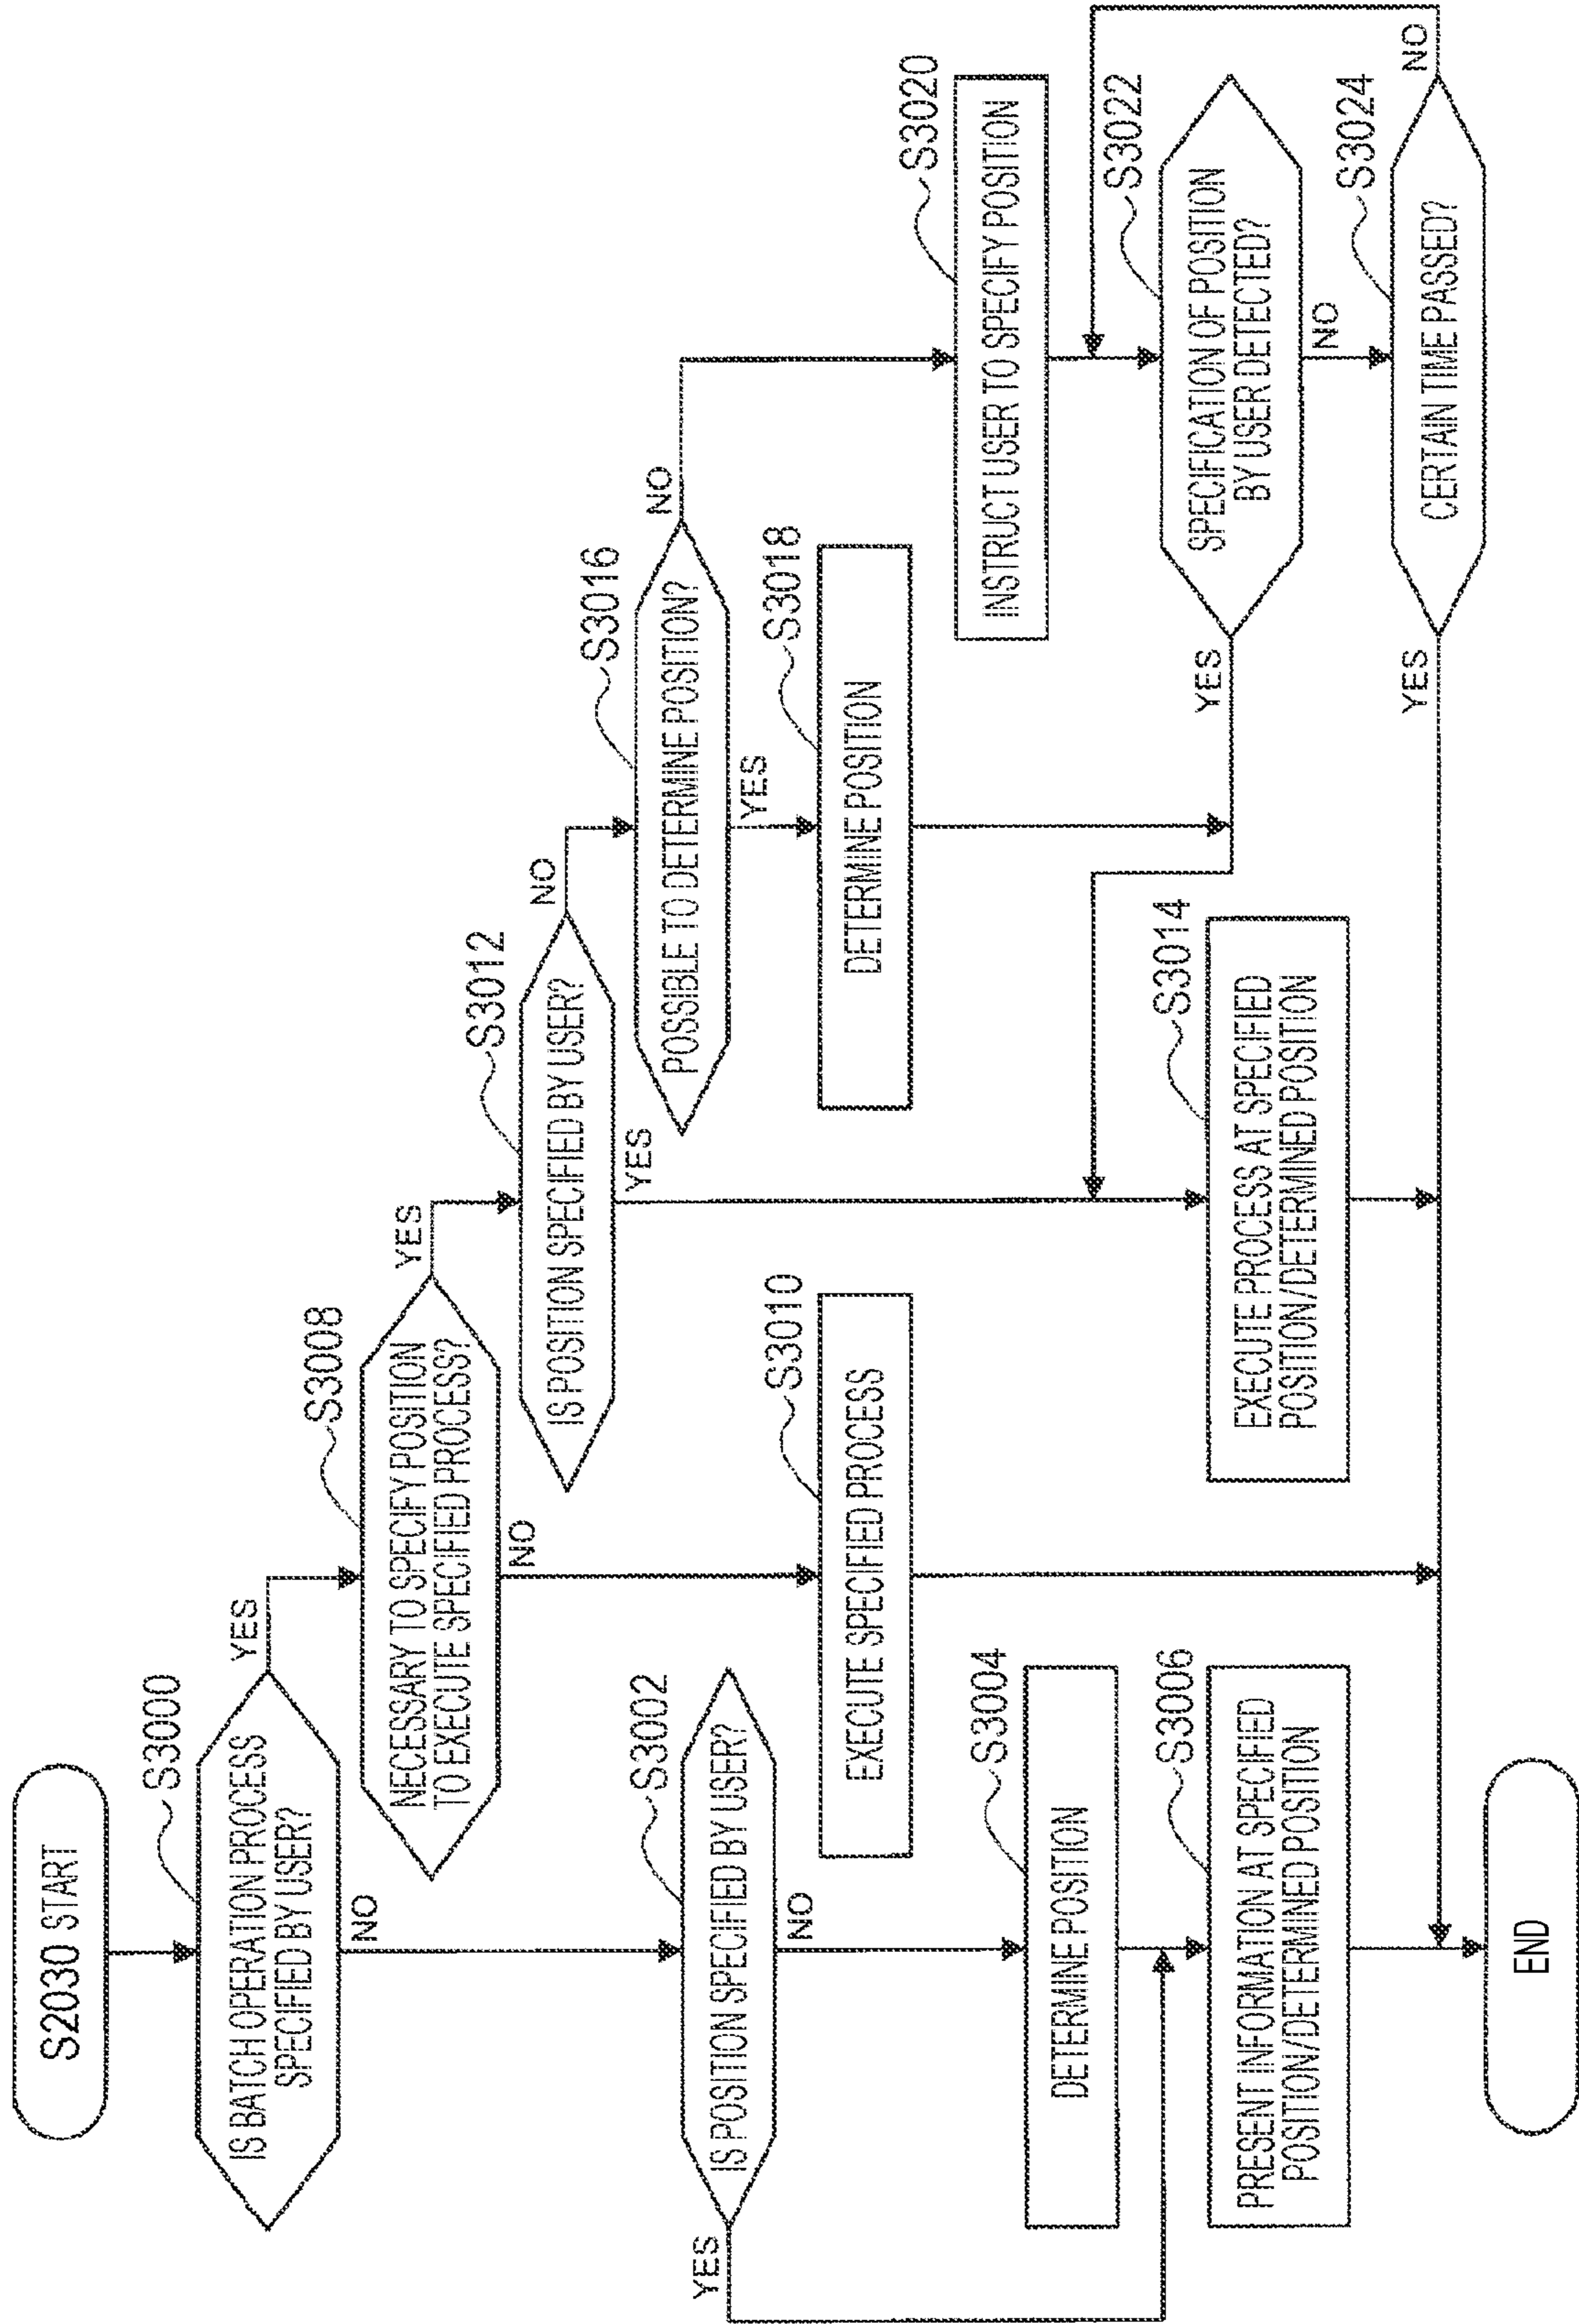 S2030 START
S3000
IS BATCH OPERATION PROCESS
SPECIFIED BY USER?
YES
NO
S3002
IS POSITION SPECIFIED BY USER?
YES
NO
S3004
DETERMINE POSITION
S3006
PRESENT INFORMATION AT SPECIFIED
POSITION/DETERMINED POSITION
END
S3008
NECESSARY TO SPECIFY POSITION
TO EXECUTE SPECIFIED PROCESS?
YES
NO
S3010
EXECUTE SPECIFIED PROCESS
S3012
IS POSITION SPECIFIED BY USER?
NO
YES
S3014
EXECUTE PROCESS AT SPECIFIED
POSITION/DETERMINED POSITION
S3016
POSSIBLE TO DETERMINE POSITION?
NO
YES
S3018
DETERMINE POSITION
S3020
INSTRUCT USER TO SPECIFY POSITION
S3022
SPECIFICATION OF POSITION
BY USER DETECTED?
YES
NO
S3024
CERTAIN TIME PASSED?
YES
NO